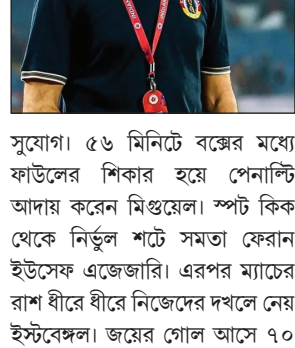 সুযোগ। ৫৬ মিনিটে বক্সের মধ্যে
ফাউলের শিকার হয়ে পেনাল্টি
আদায় করেন মিগুয়েল। স্পট কিক
থেকে নির্ভুল শটে সমতা ফেরান
ইউসেফ এজেজারি। এরপর ম্যাচের
রাশ ধীরে ধীরে নিজেদের দখলে নেয়
ইস্টবেঙ্গল। জয়ের গোল আসে ৭০